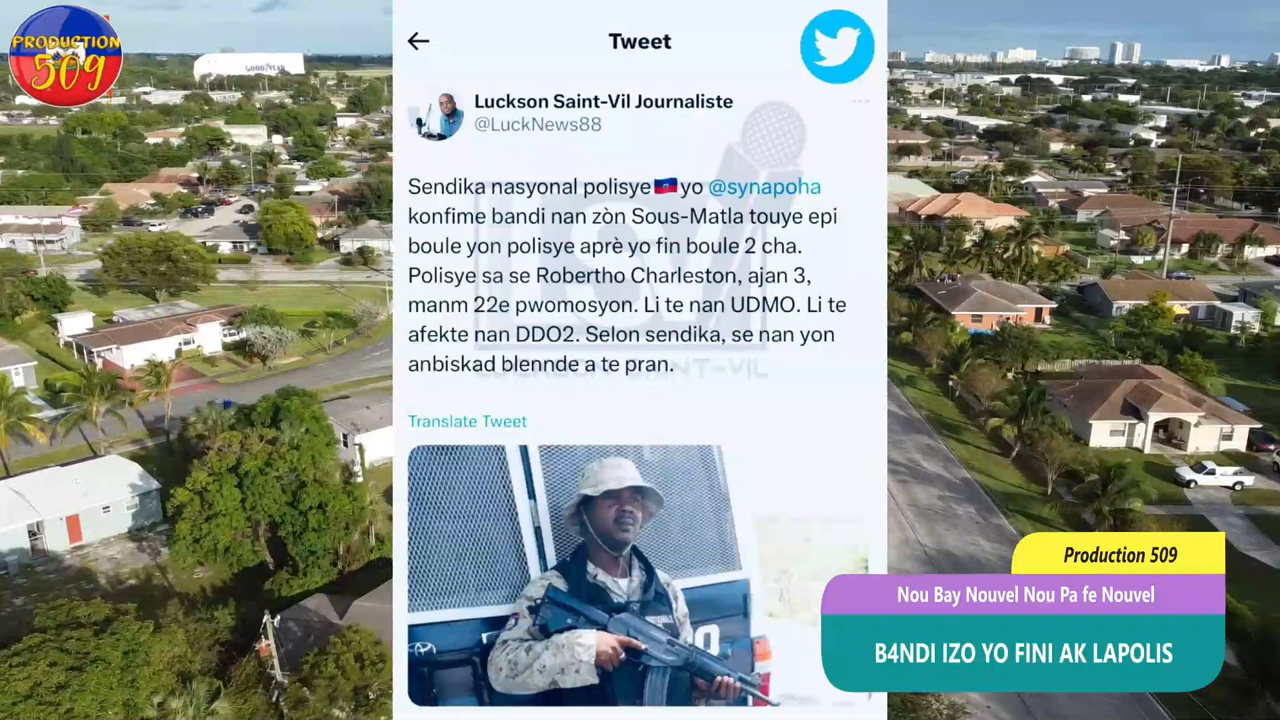 PRODUCTION
509
GOODYEAR
Tweet
Luckson Saint-Vil Journaliste
@LuckNews88
Sendika nasyonal polisye🇭🇹yo @synapoha
konfime bandi nan zòn Sous-Matla touye epi
boule yon polisye aprè yo fin boule 2 cha.
Polisye sa se Robertho Charleston, ajan 3,
manm 22e pwomosyon. Li te nan UDMO. Li te
afekte nan DDO2. Selon sendika, se nan yon
anbiskad blennde a te pran.
SAINT-VIL
Translate Tweet
Production 509
Nou Bay Nouvel Nou Pa fe Nouvel
B4NDI IZO YO FINI AK LAPOLIS